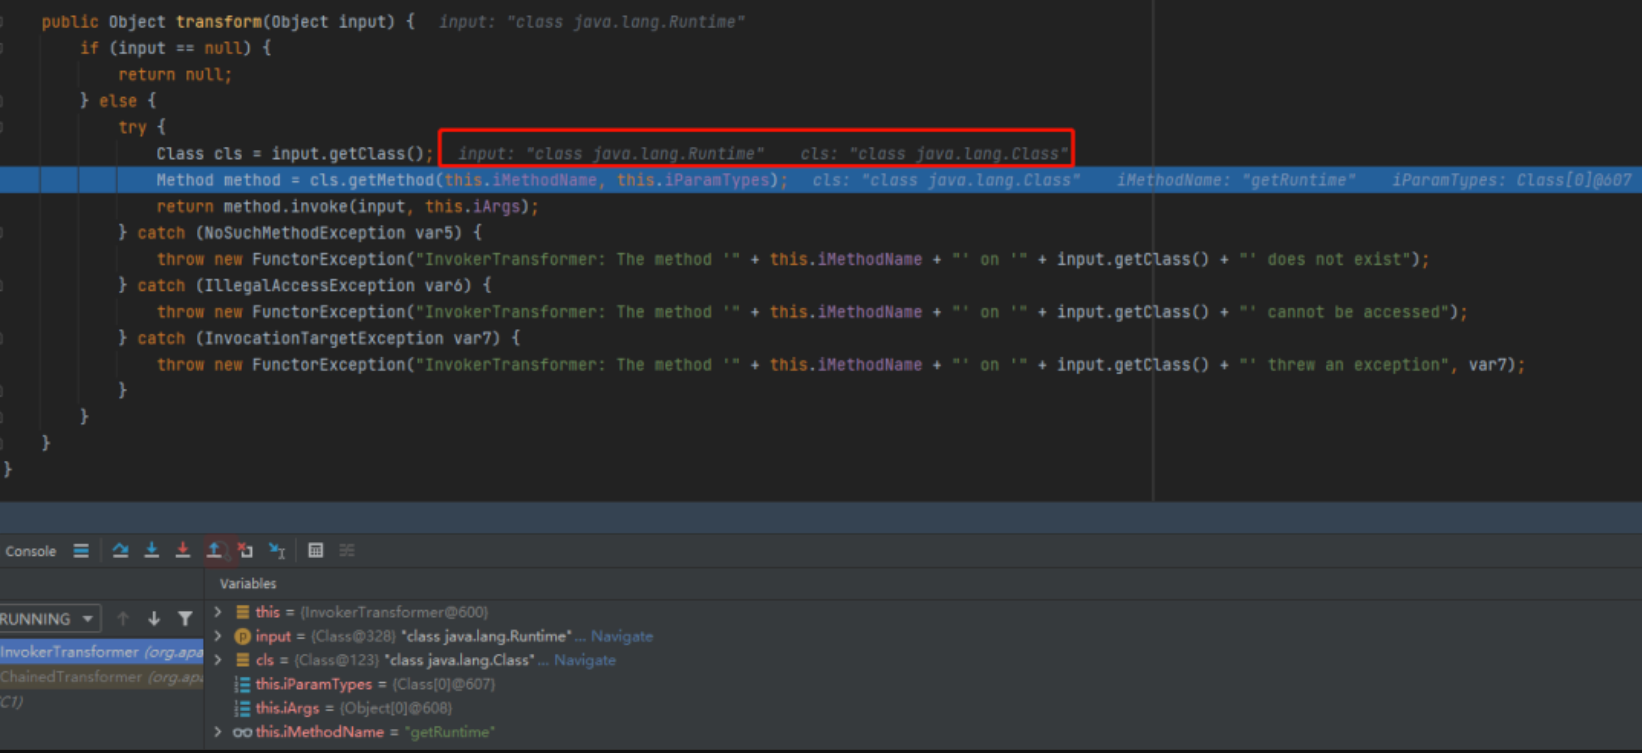 public Object transform(Object input) {   input: "class java.lang.Runtime"
if (input == null) {
return null;
} else {
try {
Class cls = input.getClass();   input: "class java.lang.Runtime"   cls: "class java.lang.Class"
Method method = cls.getMethod(this.iMethodName, this.iParamTypes);   cls: "class java.lang.Class"   iMethodName: "getRuntime"   iParamTypes: Class[0]@607
return method.invoke(input, this.iArgs);
} catch (NoSuchMethodException var5) {
throw new FunctorException("InvokerTransformer: The method '" + this.iMethodName + "' on '" + input.getClass() + "' does not exist");
} catch (IllegalAccessException var6) {
throw new FunctorException("InvokerTransformer: The method '" + this.iMethodName + "' on '" + input.getClass() + "' cannot be accessed");
} catch (InvocationTargetException var7) {
throw new FunctorException("InvokerTransformer: The method '" + this.iMethodName + "' on '" + input.getClass() + "' threw an exception", var7);
}
}
}
}
Console
Variables
RUNNING
InvokerTransformer (org.apa
ChainedTransformer (org.apa
C1)
this = {InvokerTransformer@600}
input = {Class@328} "class java.lang.Runtime"... Navigate
cls = {Class@123} "class java.lang.Class"... Navigate
this.iParamTypes = {Class[0]@607}
this.iArgs = {Object[0]@608}
this.iMethodName = "getRuntime"